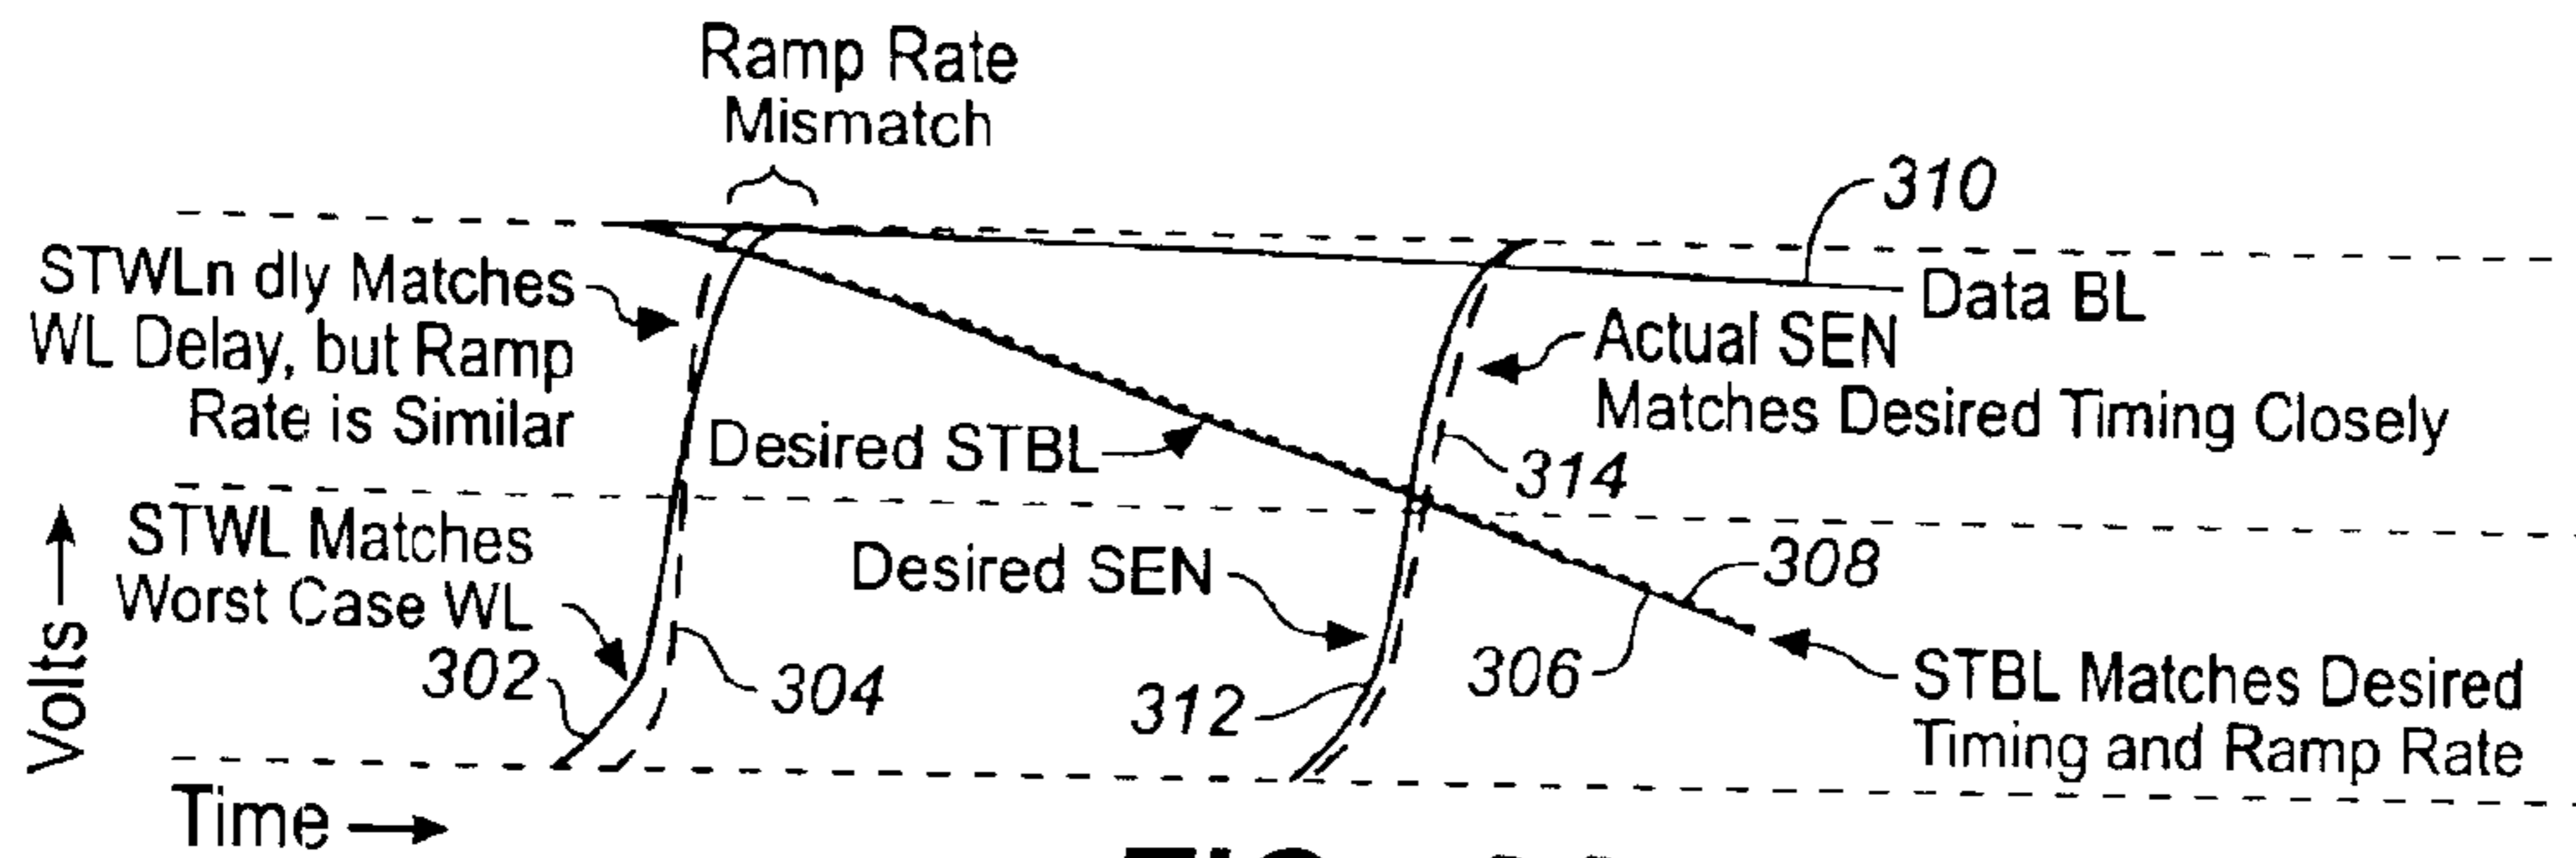 Ramp Rate
Mismatch
310
STWLn dly Matches
WL Delay, but Ramp
Rate is Similar
Data BL
Actual SEN
Matches Desired Timing Closely
Desired STBL
314
STWL Matches
Worst Case WL
Desired SEN
308
302
304
312
306
STBL Matches Desired
Timing and Ramp Rate
Volts
Time